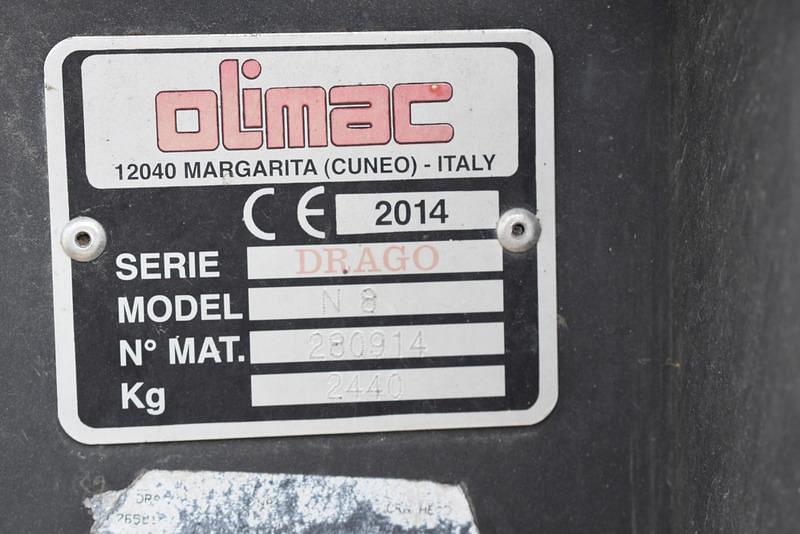 olimac
12040 MARGARITA (CUNEO) - ITALY
CE 2014
SERIE DRAGO
MODEL N 8
N° MAT. 280914
Kg 2440